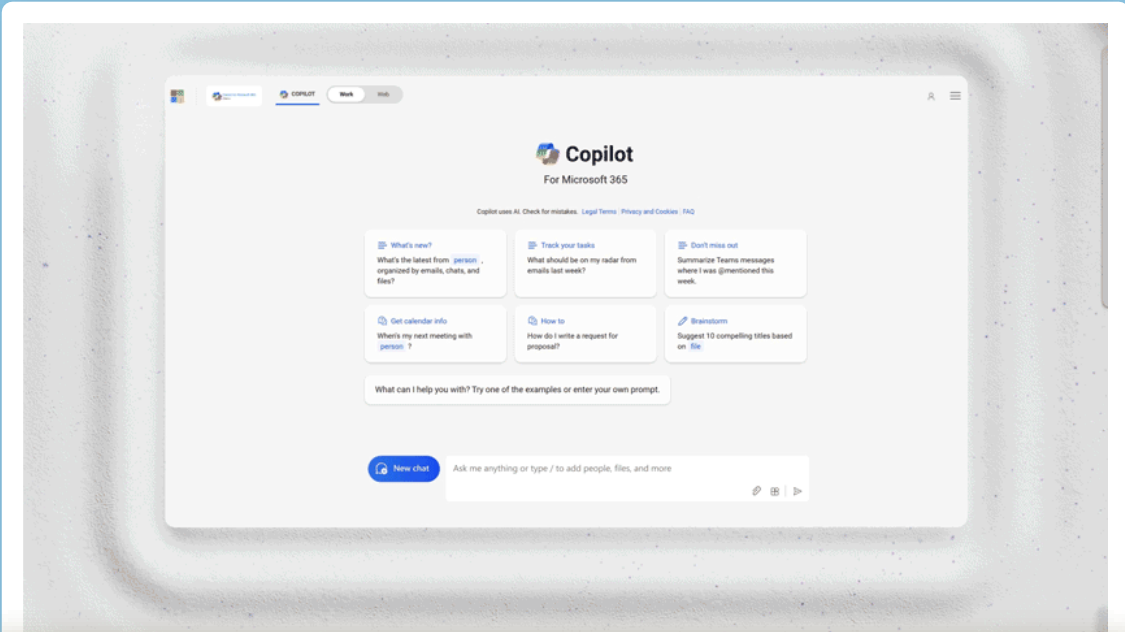 COPILOT
Work
Web
Copilot
For Microsoft 365
Copilot uses AI. Check for mistakes. Legal Terms | Privacy and Cookies | FAQ
What's new?
What's the latest from person ,
organized by emails, chats, and
files?
Track your tasks
What should be on my radar from
emails last week?
Don't miss out
Summarize Teams messages
where I was @mentioned this
week.
Get calendar info
When's my next meeting with
person ?
How to
How do I write a request for
proposal?
Brainstorm
Suggest 10 compelling titles based
on file
What can I help you with? Try one of the examples or enter your own prompt.
New chat
Ask me anything or type / to add people, files, and more